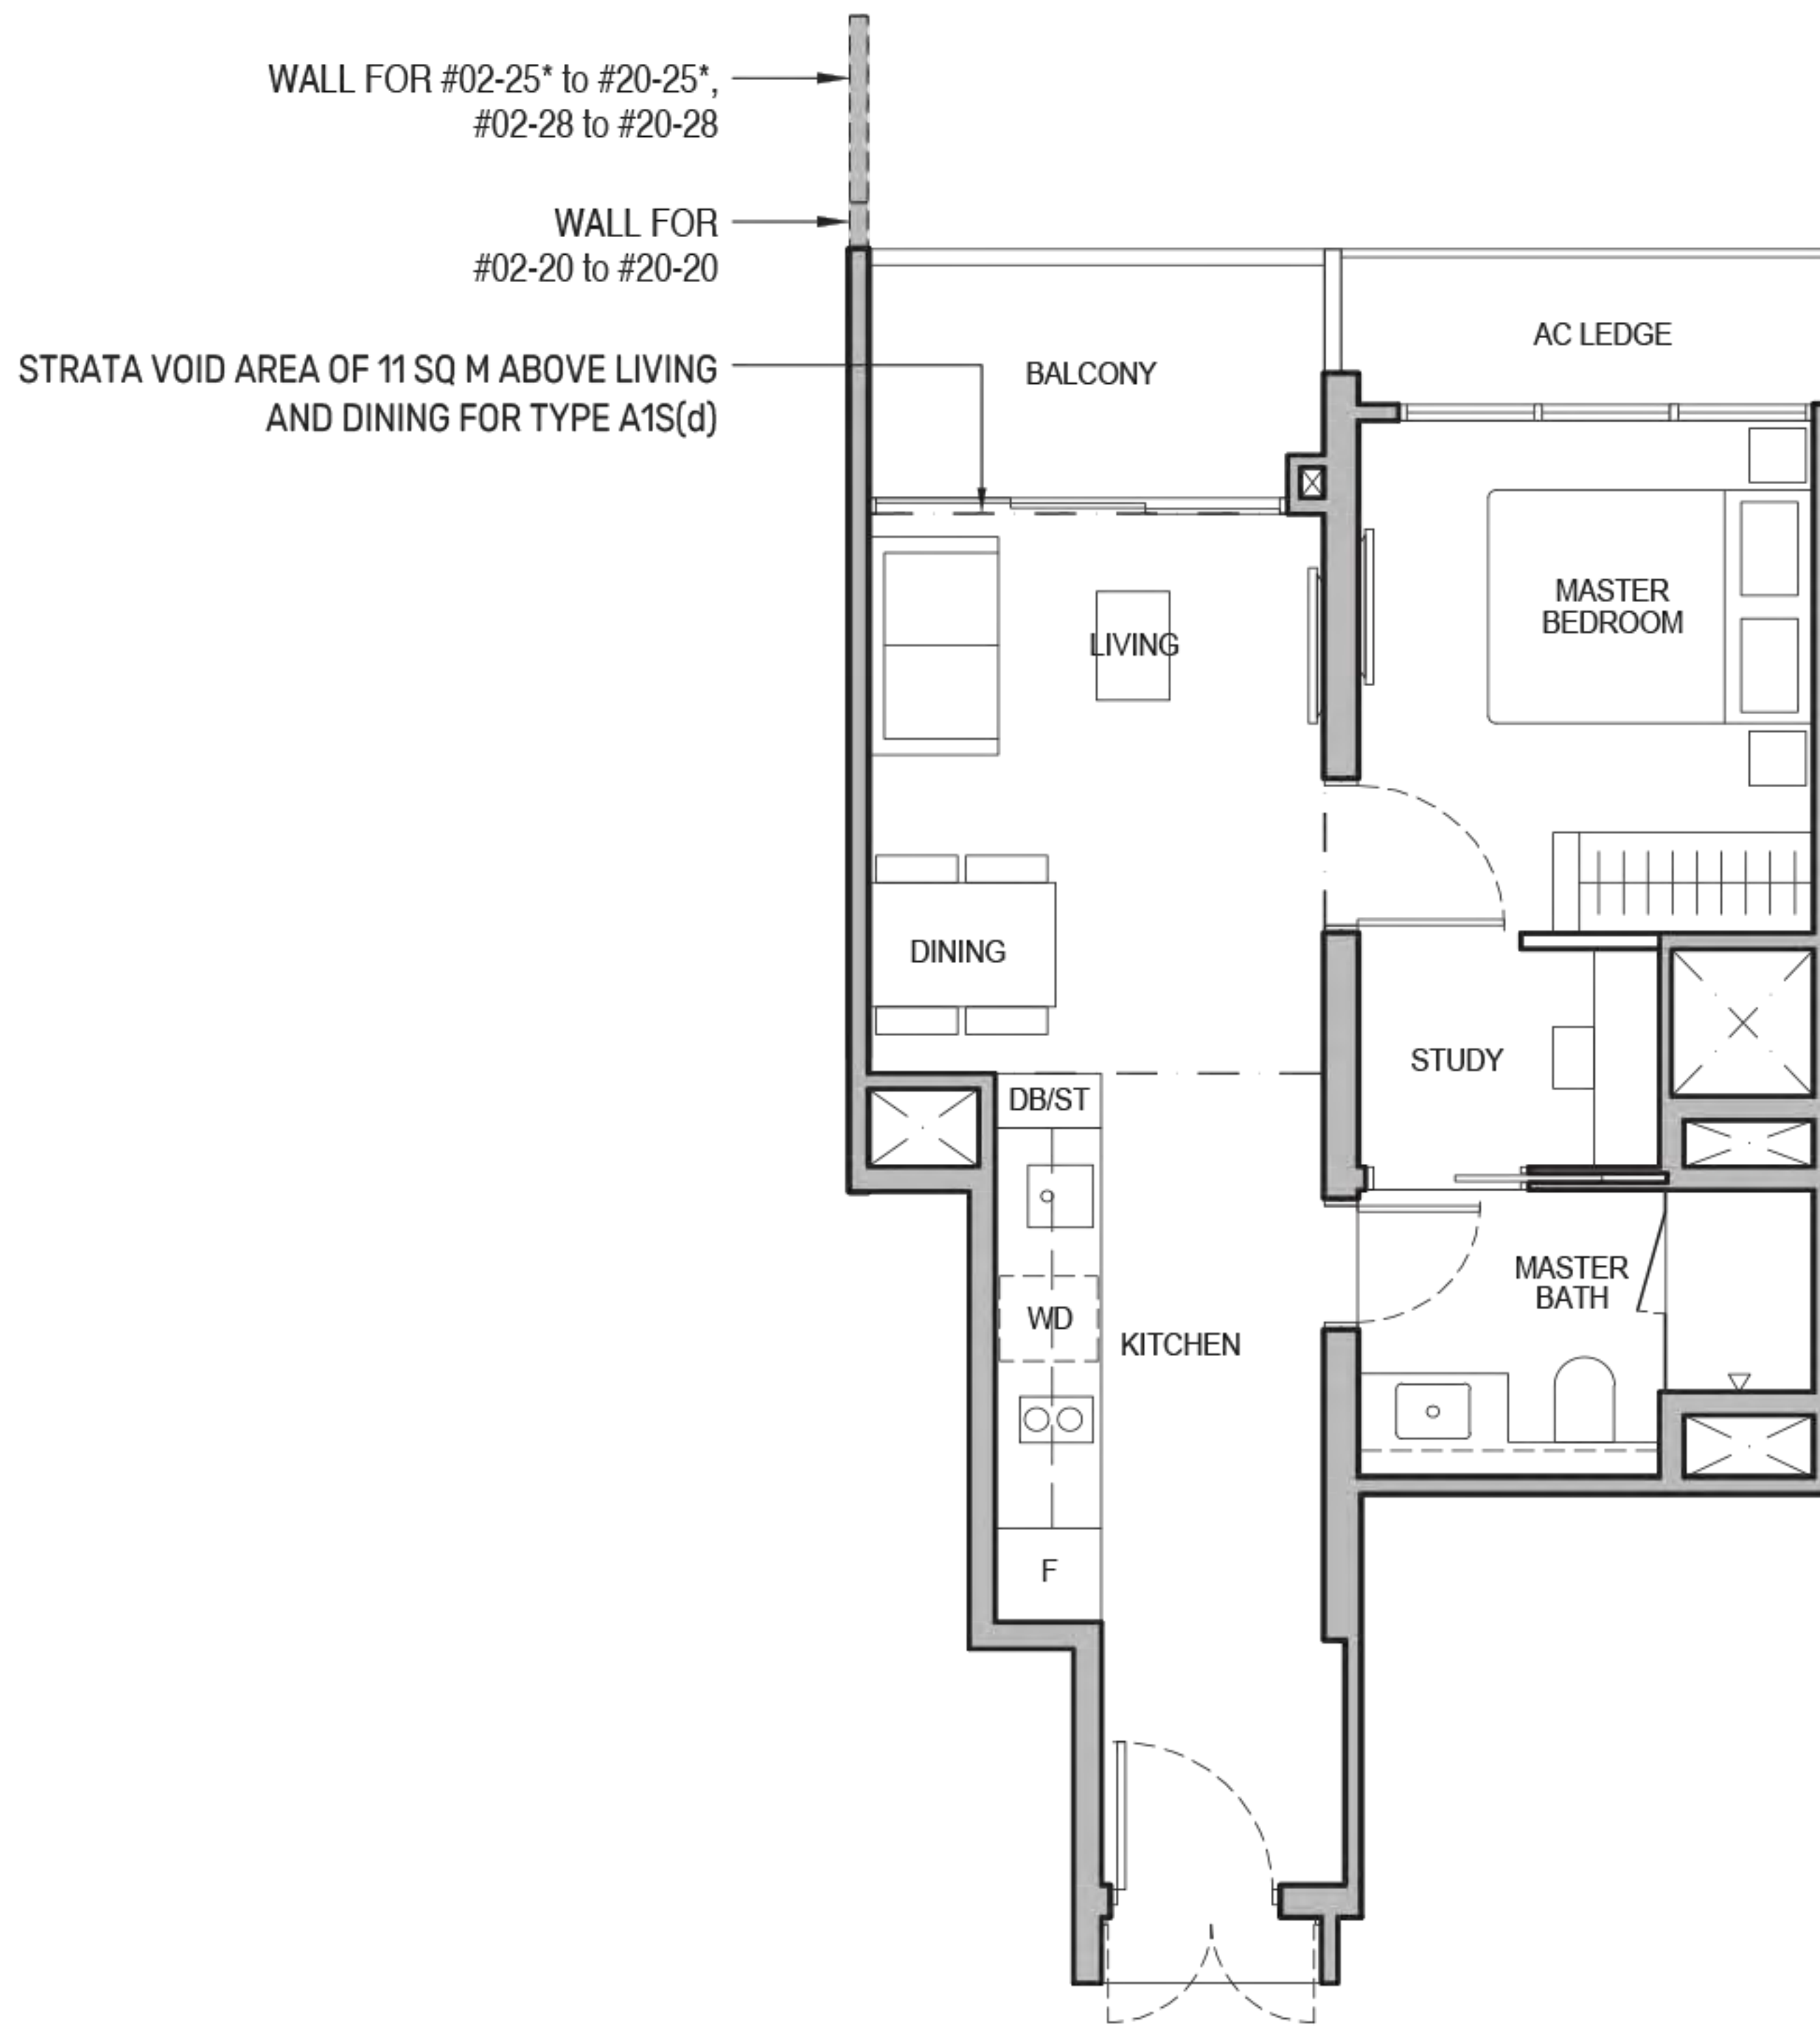 WALL FOR #02-25* to #20-25*,
#02-28 to #20-28
WALL FOR
#02-20 to #20-20
STRATA VOID AREA OF 11 SQ M ABOVE LIVING
AND DINING FOR TYPE A1S(d)
BALCONY
AC LEDGE
MASTER
BEDROOM
LIVING
DINING
STUDY
DB/ST
MASTER
BATH
WD
KITCHEN
F